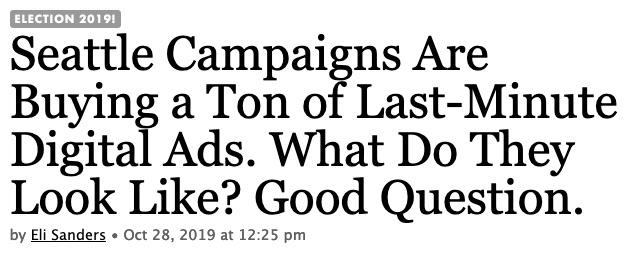 ELECTION 2019!
Seattle Campaigns Are
Buying a Ton of Last-Minute
Digital Ads. What Do They
Look Like? Good Question.
by Eli Sanders • Oct 28, 2019 at 12:25 pm